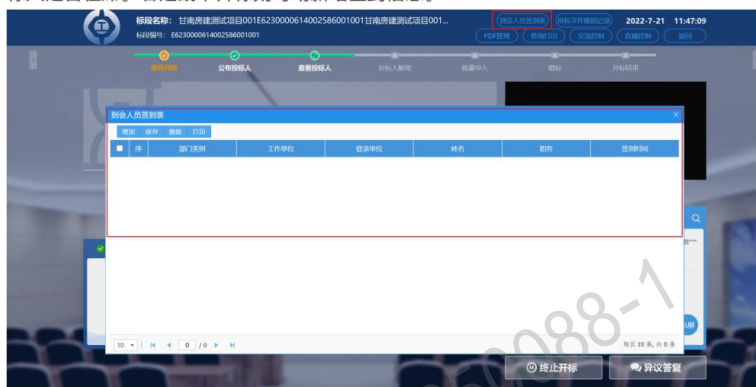 标段名称: 甘南房建测试项目001E6230000614002586001001甘南房建测试项目001...
到会人员签到表 投标文件撤销记录 2022-7-21 11:47:09
标段编号: E6230000614002586001001
PDF管理 查询打印 交流控制 直播控制 返回
公布投标人 查看投标人 投标人解密 批量导入 唱标 开标结束
到会人员签到表
增加 保存 删除 打印
序 部门类别 工作单位 登录单位 姓名 职务 签到时间
10 0 / 0 每页 10 条, 共 0 条
终止开标 异议答复
50088-1